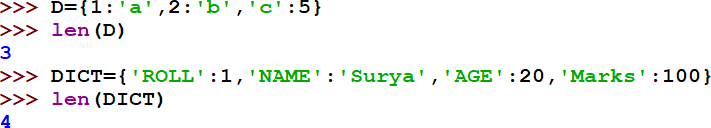 >>> D={1:'a',2:'b','c':5}
>>> len(D)
3
>>> DICT={'ROLL':1,'NAME':'Surya','AGE':20,'Marks':100}
>>> len(DICT)
4